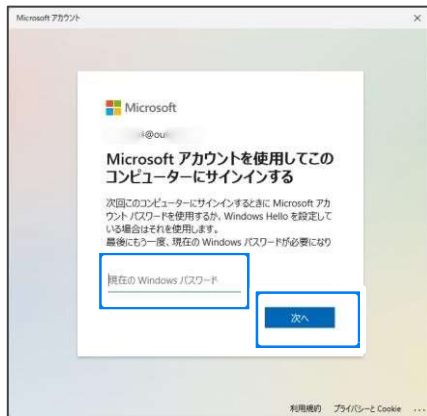 Microsoft アカウント
Microsoft
Microsoft アカウントを使用してこの
コンピューターにサインインする
次回このコンピューターにサインインするときに Microsoft アカ
ウント パスワードを使用するか、Windows Hello を設定して
いる場合はそれを使用します。
最後にもう一度、現在の Windows パスワードが必要になり
現在の Windows パスワード
次へ
利用規約 プライバシーと Cookie ...